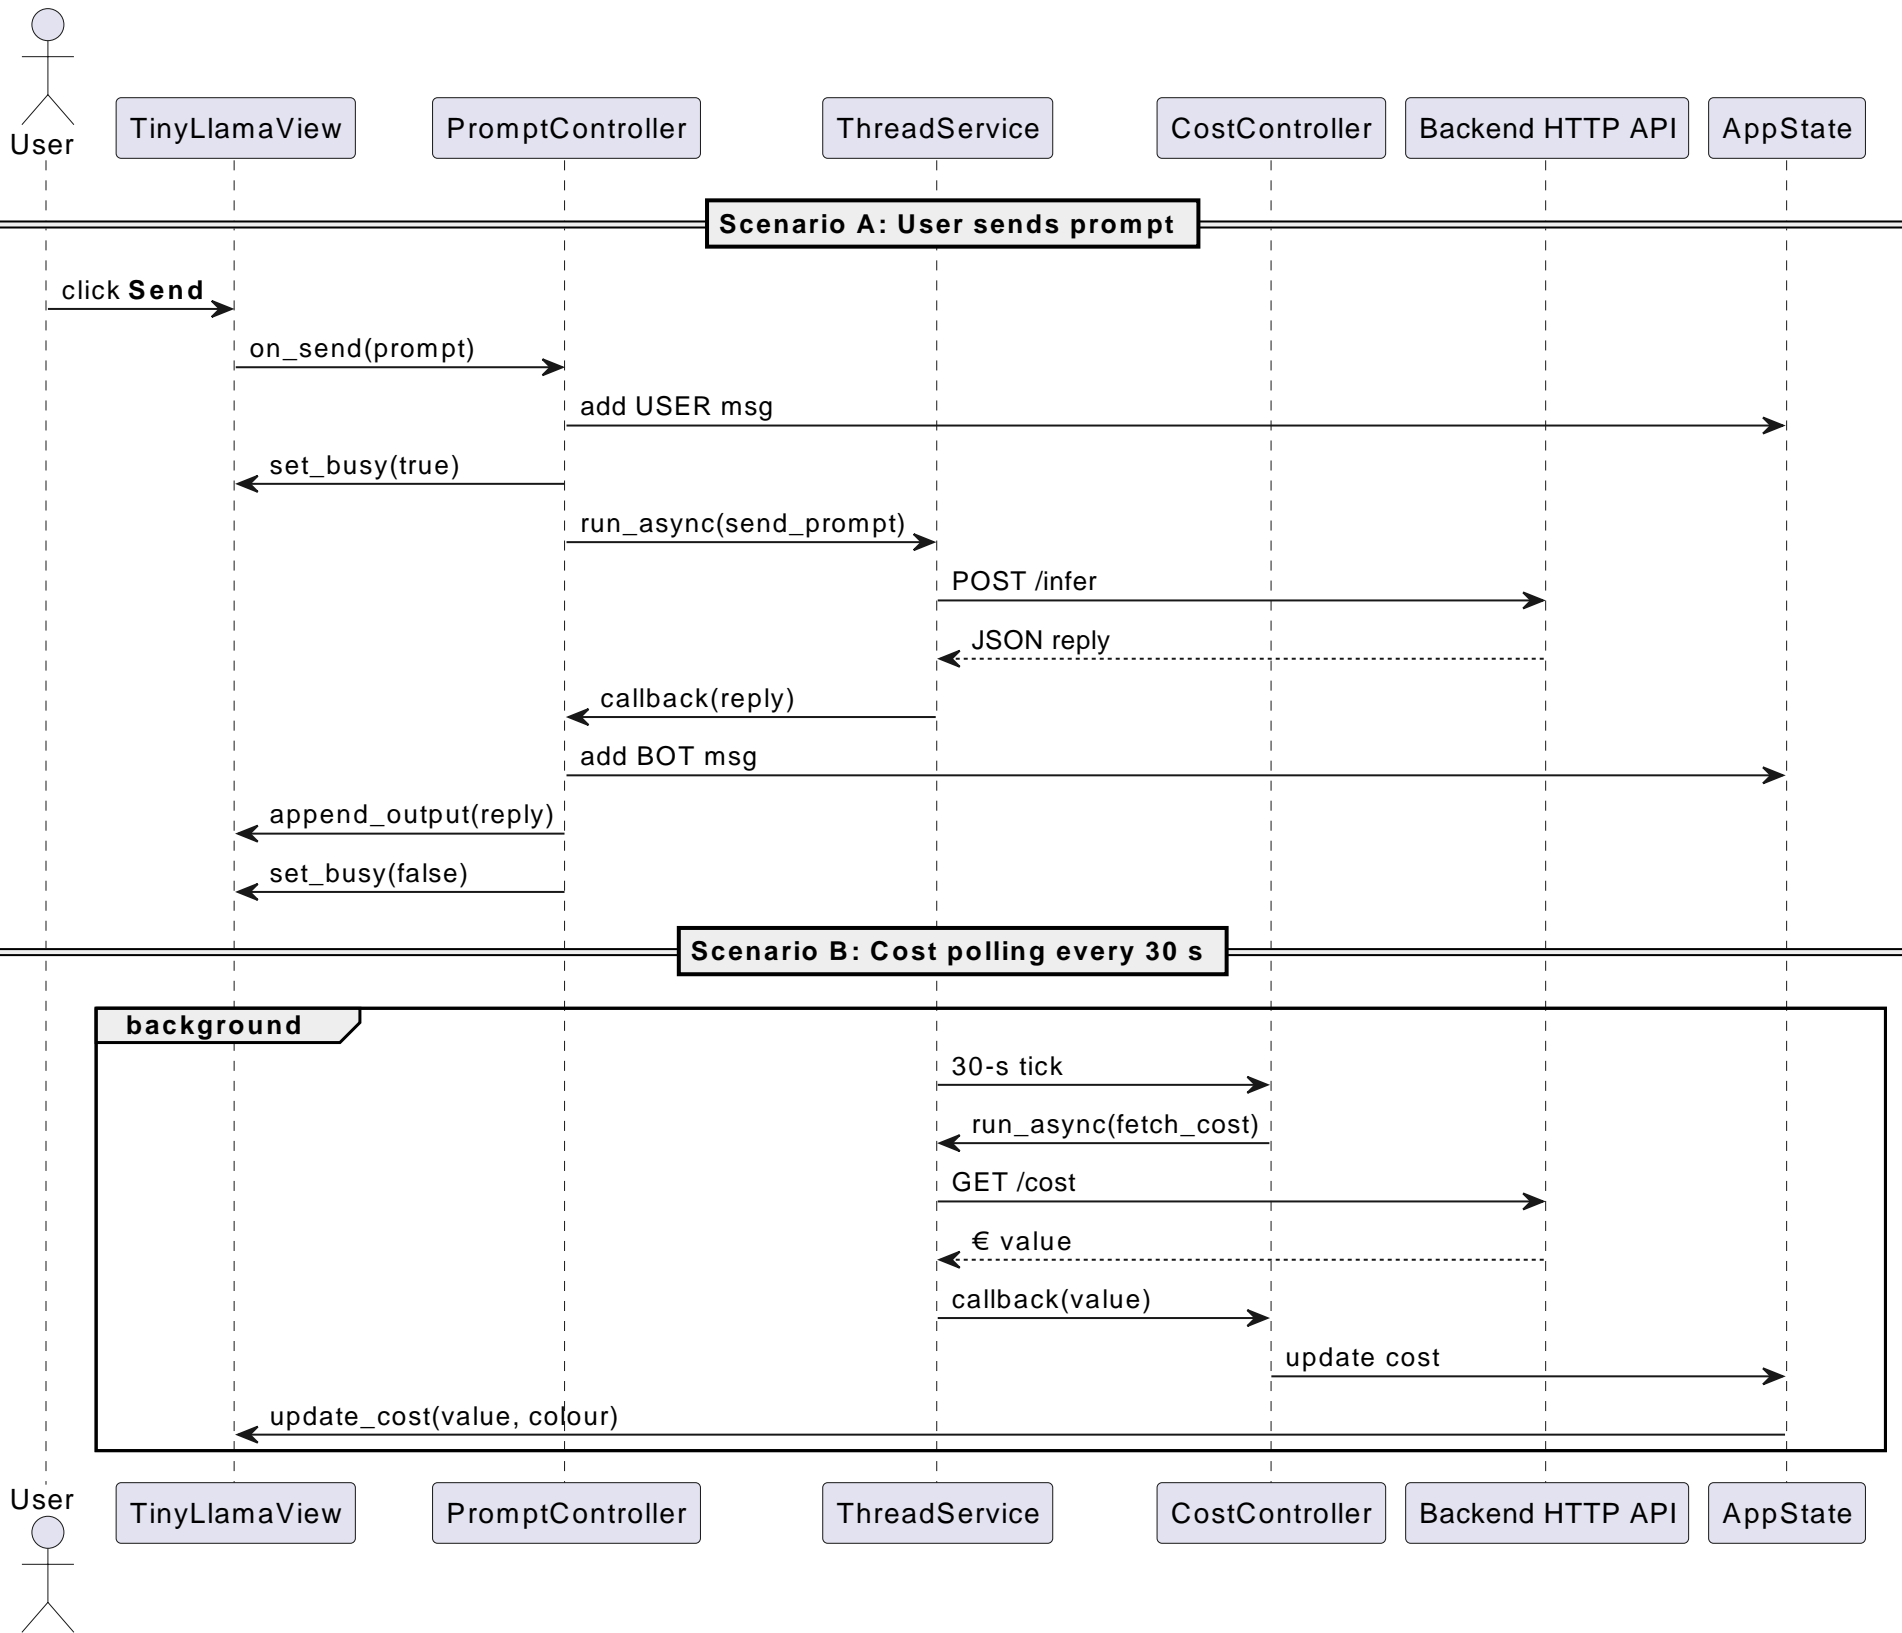 User
TinyLlamaView
PromptController
ThreadService
CostController
Backend HTTP API
AppState
Scenario A: User sends prompt
click Send
on_send(prompt)
add USER msg
set_busy(true)
run_async(send_prompt)
POST /infer
JSON reply
callback(reply)
add BOT msg
append_output(reply)
set_busy(false)
Scenario B: Cost polling every 30 s
background
30-s tick
run_async(fetch_cost)
GET /cost
€ value
callback(value)
update cost
update_cost(value, colour)
User
TinyLlamaView
PromptController
ThreadService
CostController
Backend HTTP API
AppState